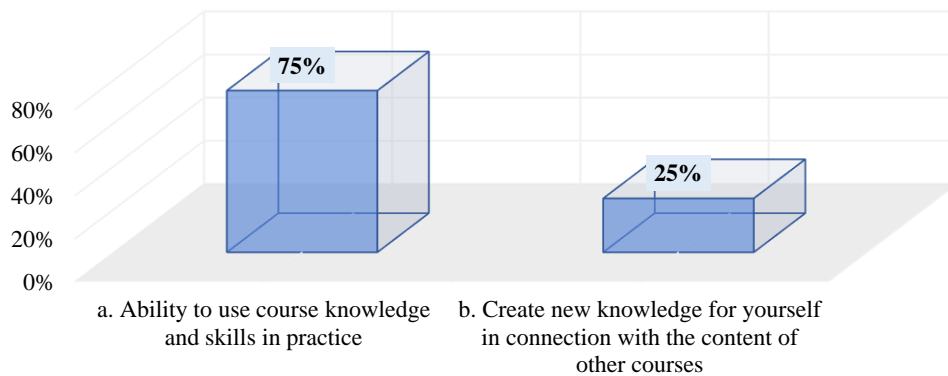 75%
25%
80%
60%
40%
20%
0%
a. Ability to use course knowledge
and skills in practice
b. Create new knowledge for yourself
in connection with the content of
other courses